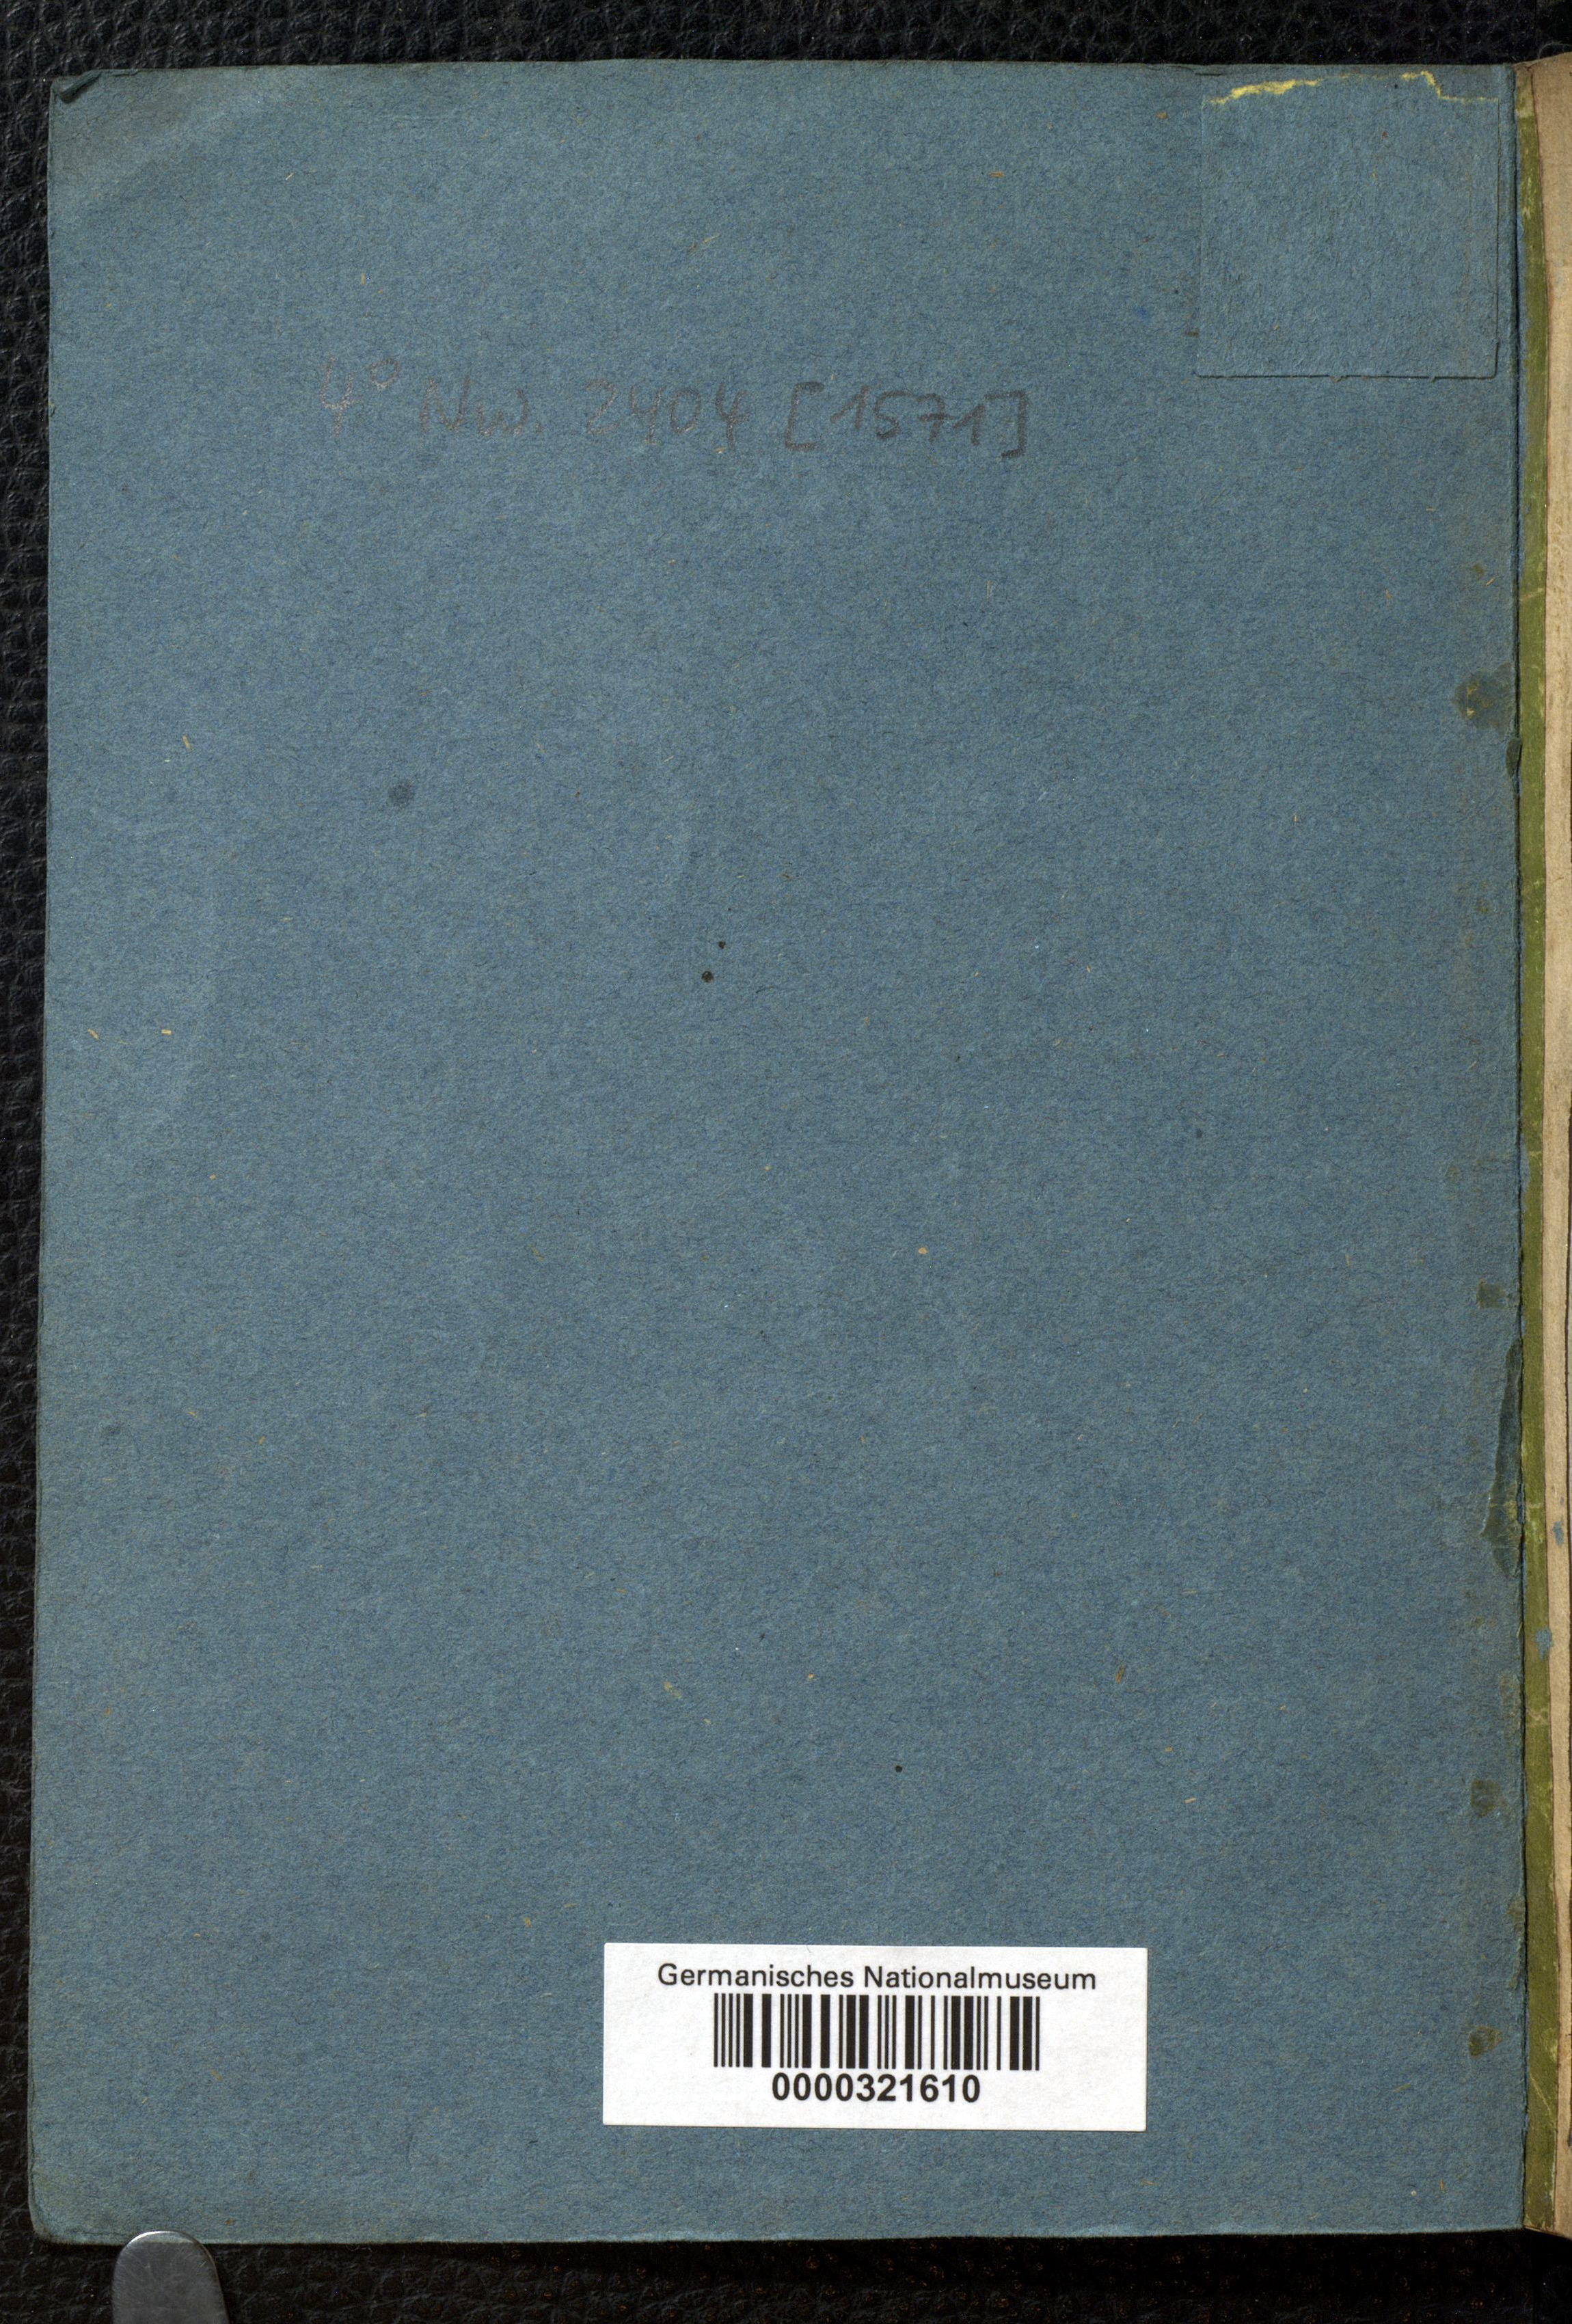 4° Nw. 2404 [1571]
Germanisches Nationalmuseum
0000321610